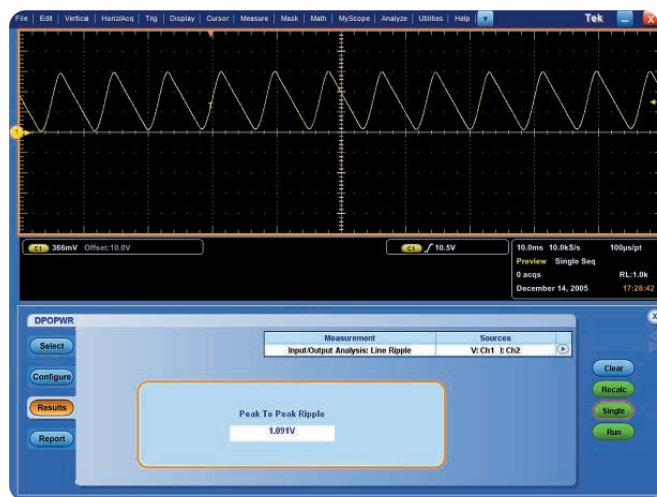 File | Edit | Vertical | Horiz/Acq | Trig | Display | Cursor | Measure | Mask | Math | MyScope | Analyze | Utilities | Help Tek X
1
C1 366mV Offset:10.0V
C1 10.5V
10.0ms 10.0kS/s 100µs/pt
Preview Single Seq
0 acqs RL:1.0k
December 14, 2005 17:28:42
DPOPWR X
Select
Configure
Results
Report
Measurement Sources
Input/Output Analysis: Line Ripple V: Ch1 I: Ch2
Peak To Peak Ripple
1.091V
Clear
Recalc
Single
Run